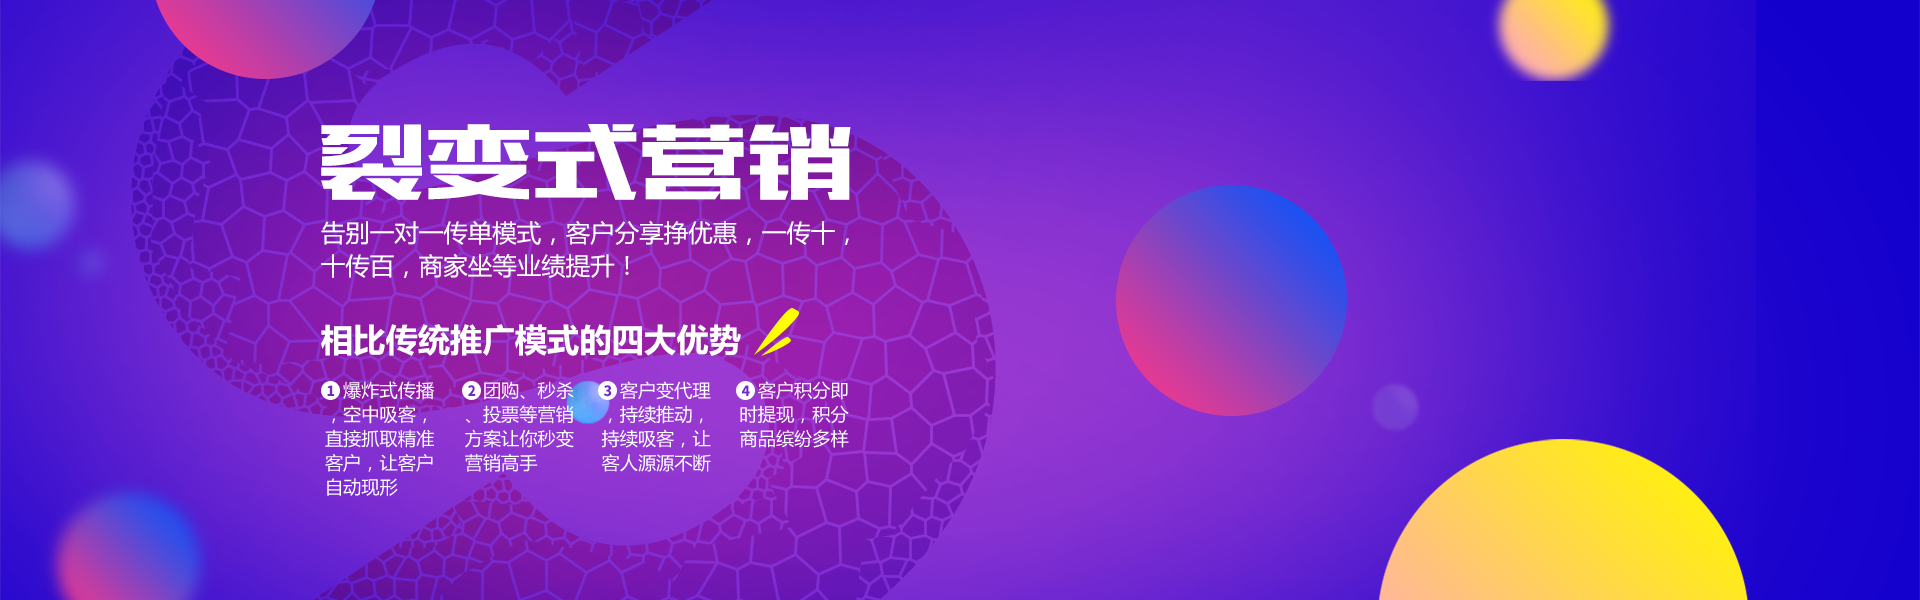 裂变式营销
告别一对一传单模式，客户分享挣优惠，一传十，
十传百，商家坐等业绩提升！
相比传统推广模式的四大优势
1 爆炸式传播
，空中吸客，
直接抓取精准
客户，让客户
自动现形
2 团购、秒杀
、投票等营销
方案让你秒变
营销高手
3 客户变代理
，持续推动，
持续吸客，让
客人源源不断
4 客户积分即
时提现，积分
商品缤纷多样